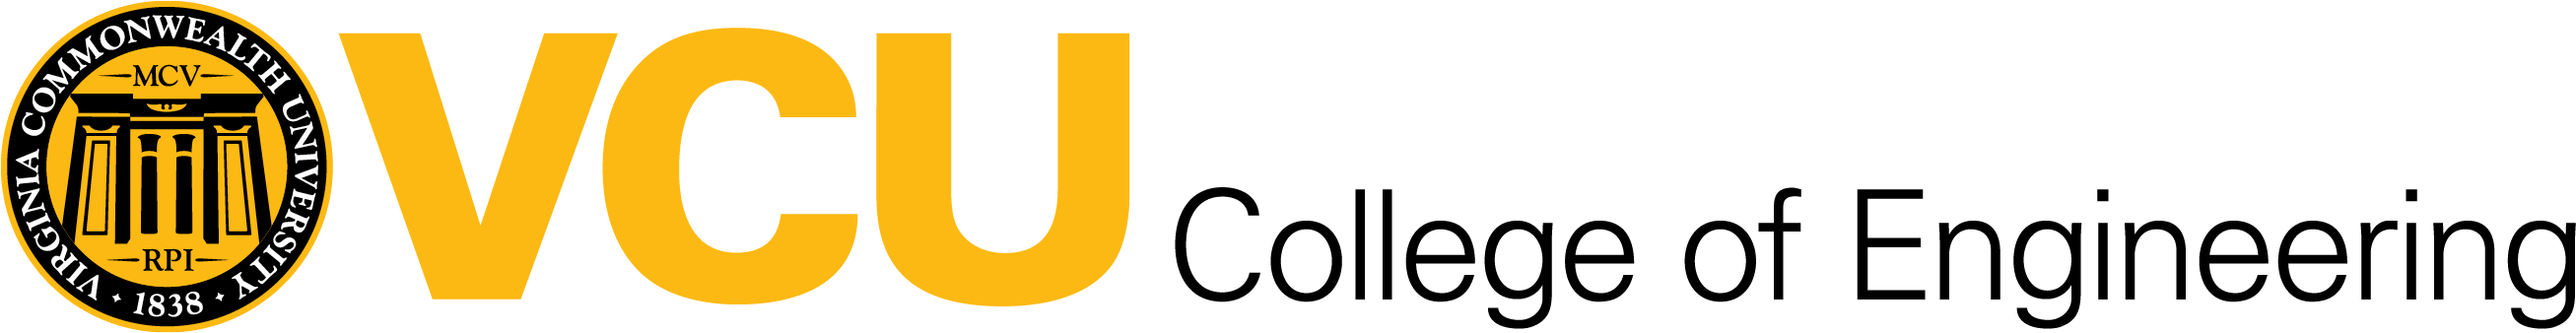 VIRGINIA COMMONWEALTH UNIVERSITY
MCV
RPI
· 1838 ·
VCU College of Engineering